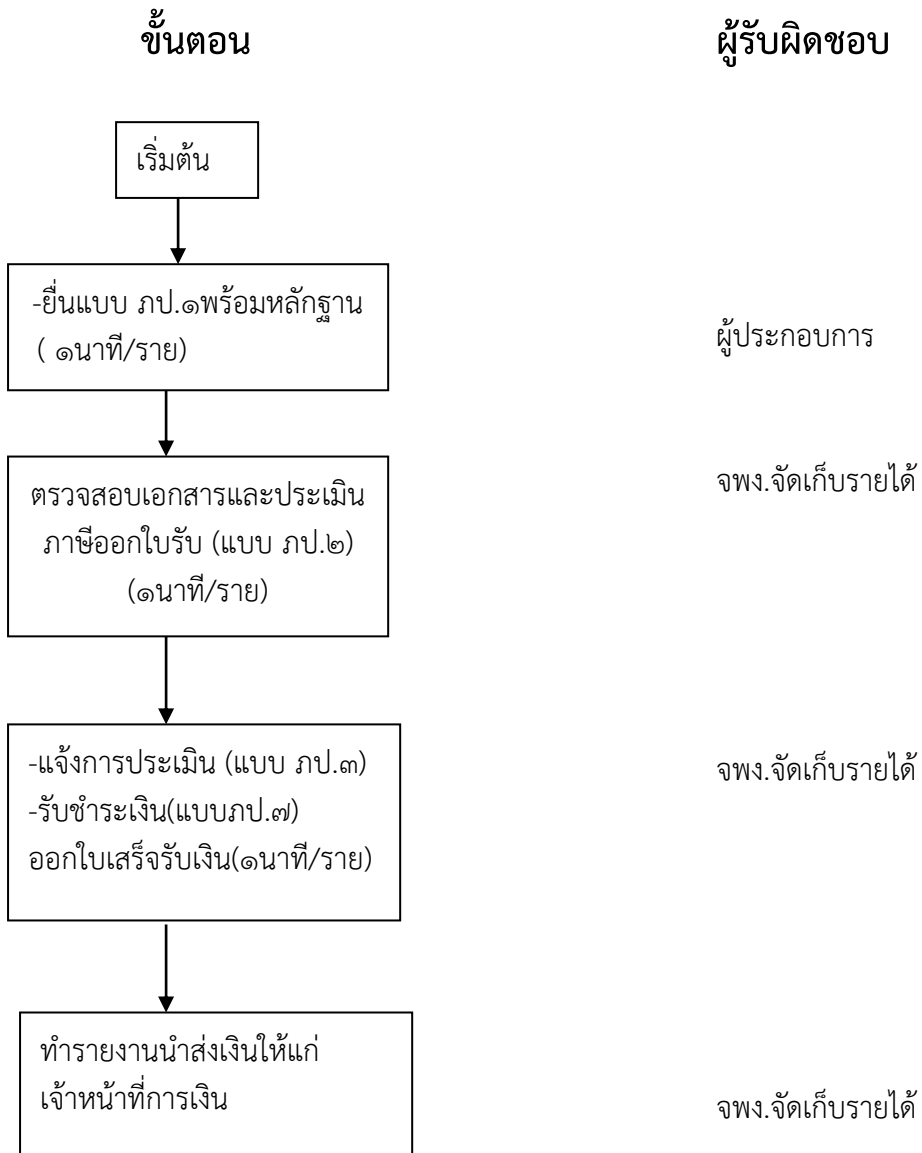 ขั้นตอน ผู้รับผิดชอบ
เริ่มต้น
-ยื่นแบบ ภป.๑พร้อมหลักฐาน
( ๑นาที/ราย)
ผู้ประกอบการ
ตรวจสอบเอกสารและประเมิน
ภาษีออกใบรับ (แบบ ภป.๒)
(๑นาที/ราย)
จพง.จัดเก็บรายได้
-แจ้งการประเมิน (แบบ ภป.๓)
-รับชำระเงิน(แบบภป.๗)
ออกใบเสร็จรับเงิน(๑นาที/ราย)
จพง.จัดเก็บรายได้
ทำรายงานนำส่งเงินให้แก่
เจ้าหน้าที่การเงิน
จพง.จัดเก็บรายได้